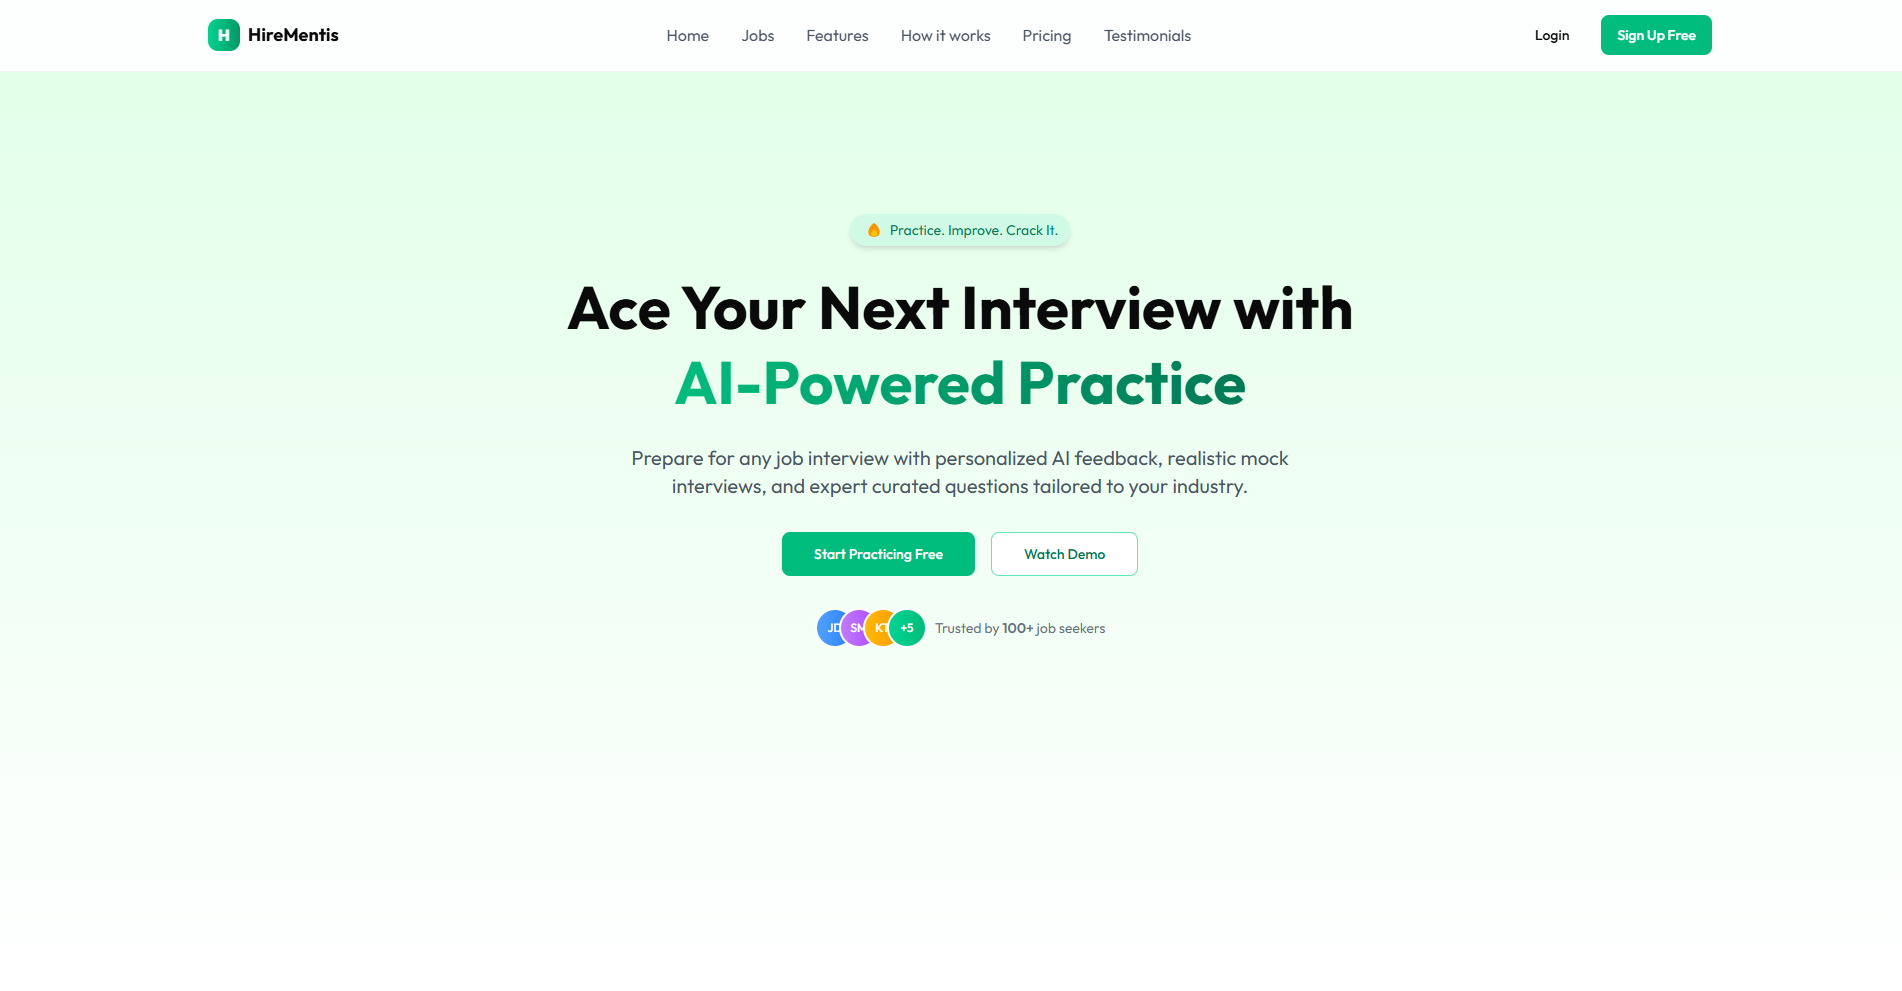 H HireMentis
Home Jobs Features How it works Pricing Testimonials
Login Sign Up Free
Practice. Improve. Crack It.
Ace Your Next Interview with
AI-Powered Practice
Prepare for any job interview with personalized AI feedback, realistic mock
interviews, and expert curated questions tailored to your industry.
Start Practicing Free Watch Demo
JD SM KT +5 Trusted by 100+ job seekers